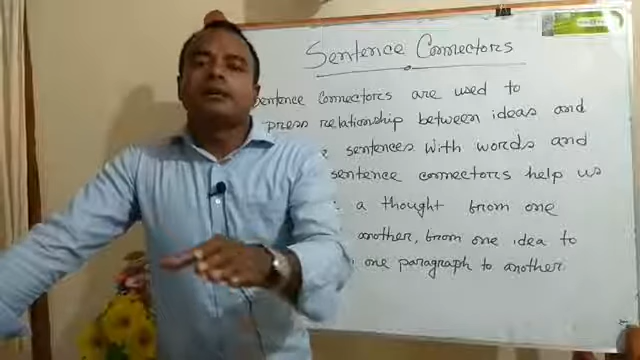 Sentence Connectors
Sentence Connectors are used to
press relationship between ideas and
sentences with words and
sentence connectors help us
a thought from one
another, from one idea to
one paragraph to another